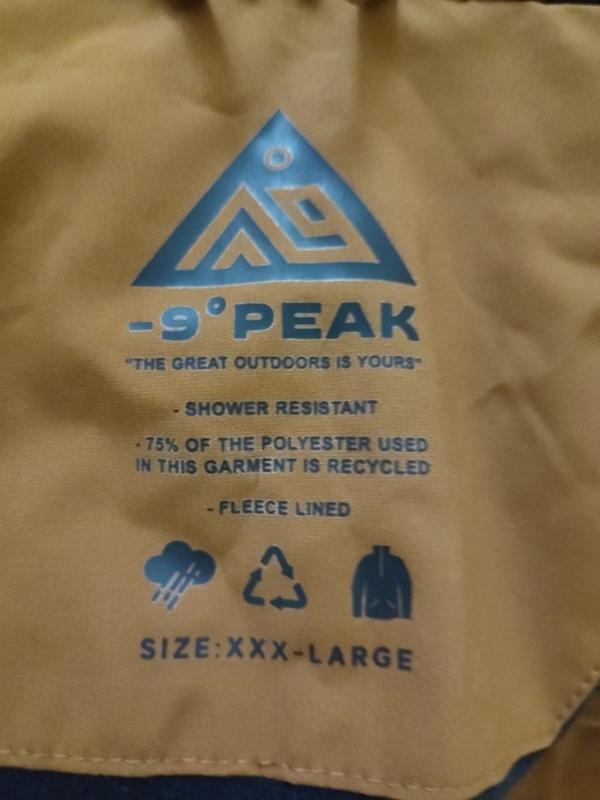 -9°PEAK
"THE GREAT OUTDOORS IS YOURS"
- SHOWER RESISTANT
- 75% OF THE POLYESTER USED
IN THIS GARMENT IS RECYCLED
- FLEECE LINED
SIZE:XXX-LARGE